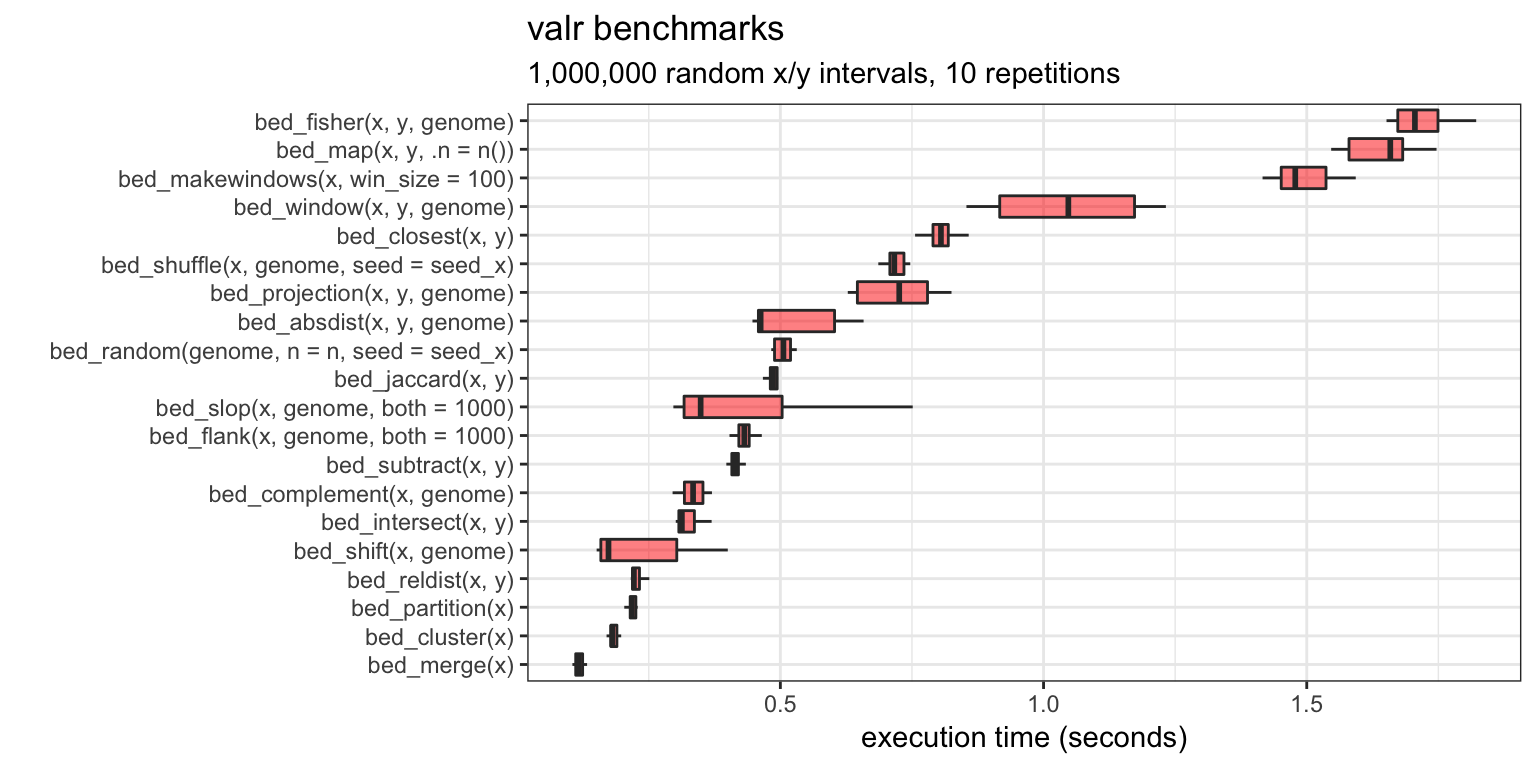 valr benchmarks
1,000,000 random x/y intervals, 10 repetitions
bed_fisher(x, y, genome)
bed_map(x, y, .n = n())
bed_makewindows(x, win_size = 100)
bed_window(x, y, genome)
bed_closest(x, y)
bed_shuffle(x, genome, seed = seed_x)
bed_projection(x, y, genome)
bed_absdist(x, y, genome)
bed_random(genome, n = n, seed = seed_x)
bed_jaccard(x, y)
bed_slop(x, genome, both = 1000)
bed_flank(x, genome, both = 1000)
bed_subtract(x, y)
bed_complement(x, genome)
bed_intersect(x, y)
bed_shift(x, genome)
bed_reldist(x, y)
bed_partition(x)
bed_cluster(x)
bed_merge(x)
0.5 1.0 1.5
execution time (seconds)